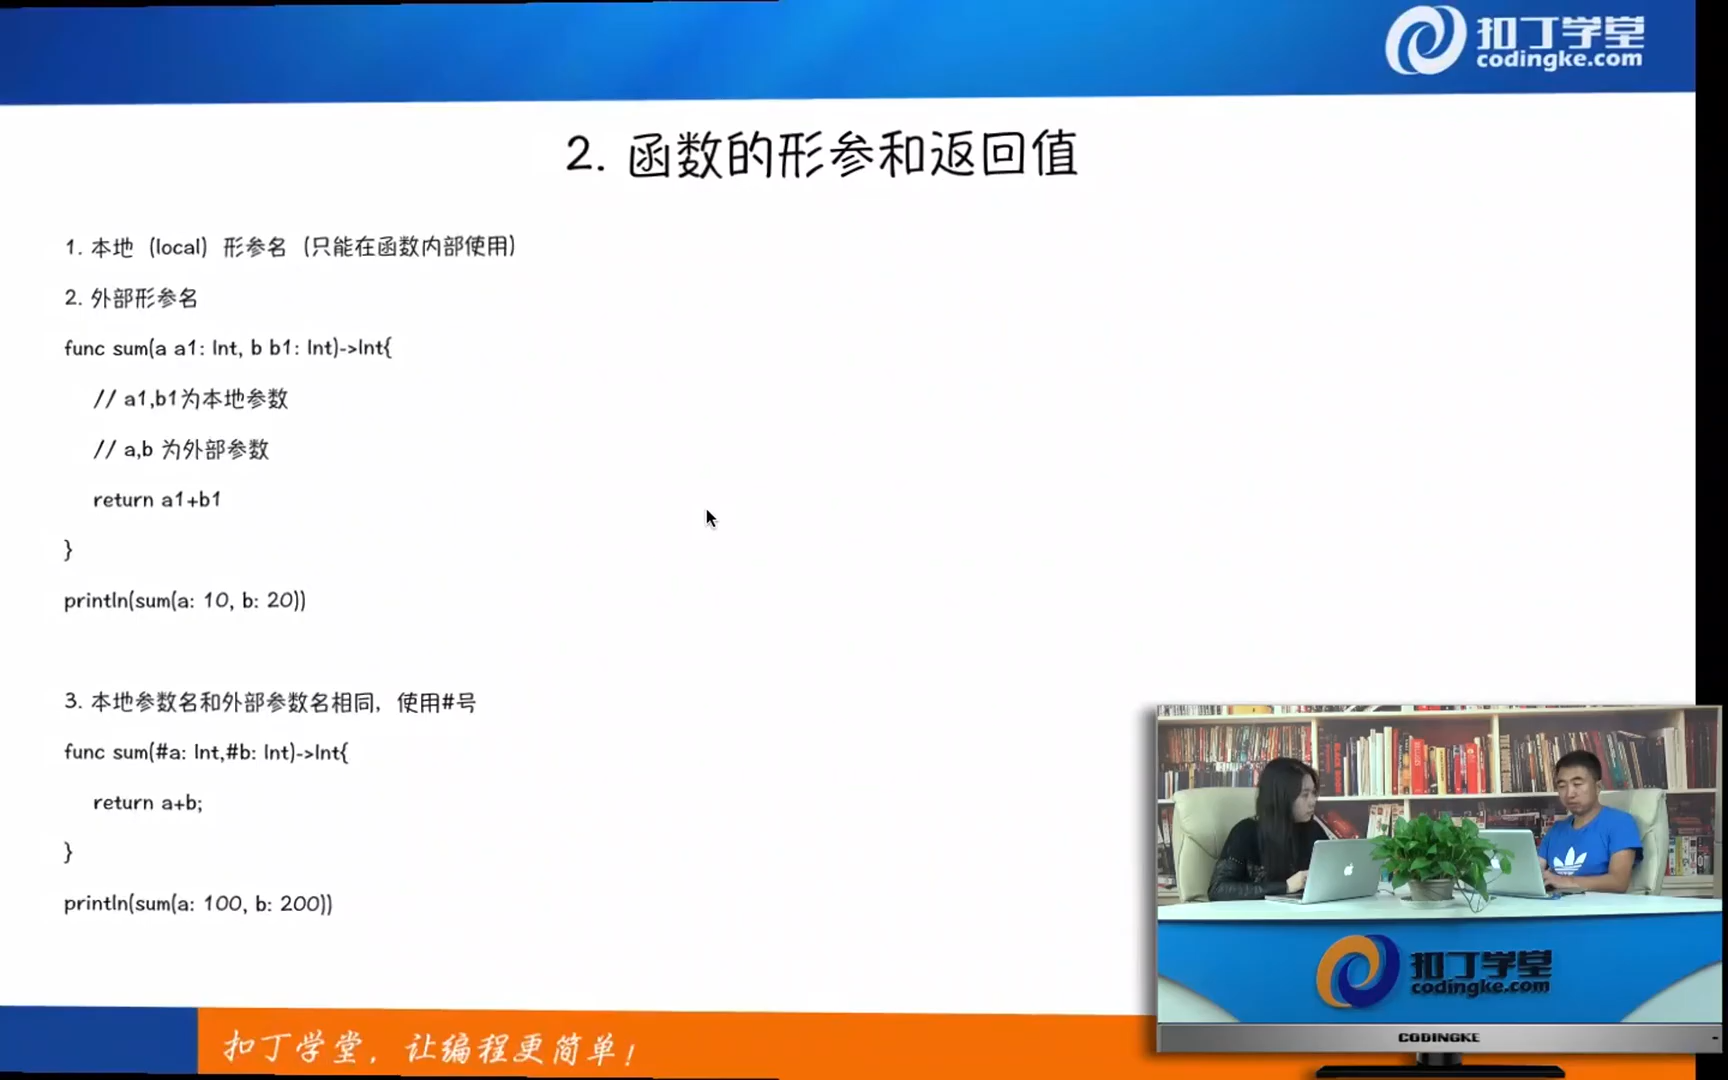 扣丁学堂
codingke.com
2. 函数的形参和返回值
1. 本地（local）形参名（只能在函数内部使用）
2. 外部形参名
func sum(a a1: Int, b b1: Int)->Int{
// a1,b1为本地参数
// a,b 为外部参数
return a1+b1
}
println(sum(a: 10, b: 20))
3. 本地参数名和外部参数名相同，使用#号
func sum(#a: Int,#b: Int)->Int{
return a+b;
}
println(sum(a: 100, b: 200))
扣丁学堂
codingke.com
CODINGKE
扣丁学堂，让编程更简单！